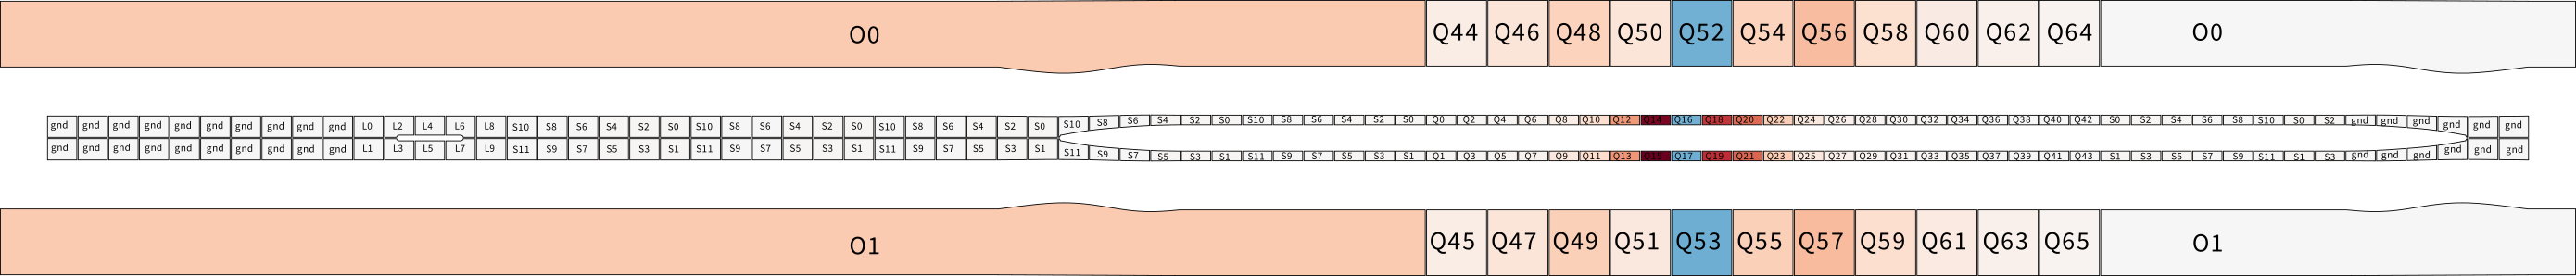 O0 Q44 Q46 Q48 Q50 Q52 Q54 Q56 Q58 Q60 Q62 Q64 O0
gnd gnd gnd gnd gnd gnd gnd gnd gnd gnd L0 L2 L4 L6 L8 S10 S8 S6 S4 S2 S0 S10 S8 S6 S4 S2 S0 S10 S8 S6 S4 S2 S0 S10 S8 S6 S4 S2 S0 S10 S8 S6 S4 S2 S0 Q0 Q2 Q4 Q6 Q8 Q10 Q12 Q14 Q16 Q18 Q20 Q22 Q24 Q26 Q28 Q30 Q32 Q34 Q36 Q38 Q40 Q42 S0 S2 S4 S6 S8 S10 S0 S2 gnd gnd gnd gnd gnd gnd
gnd gnd gnd gnd gnd gnd gnd gnd gnd gnd L1 L3 L5 L7 L9 S11 S9 S7 S5 S3 S1 S11 S9 S7 S5 S3 S1 S11 S9 S7 S5 S3 S1 S11 S9 S7 S5 S3 S1 S11 S9 S7 S5 S3 S1 Q1 Q3 Q5 Q7 Q9 Q11 Q13 Q15 Q17 Q19 Q21 Q23 Q25 Q27 Q29 Q31 Q33 Q35 Q37 Q39 Q41 Q43 S1 S3 S5 S7 S9 S11 S1 S3 gnd gnd gnd gnd gnd gnd
O1 Q45 Q47 Q49 Q51 Q53 Q55 Q57 Q59 Q61 Q63 Q65 O1